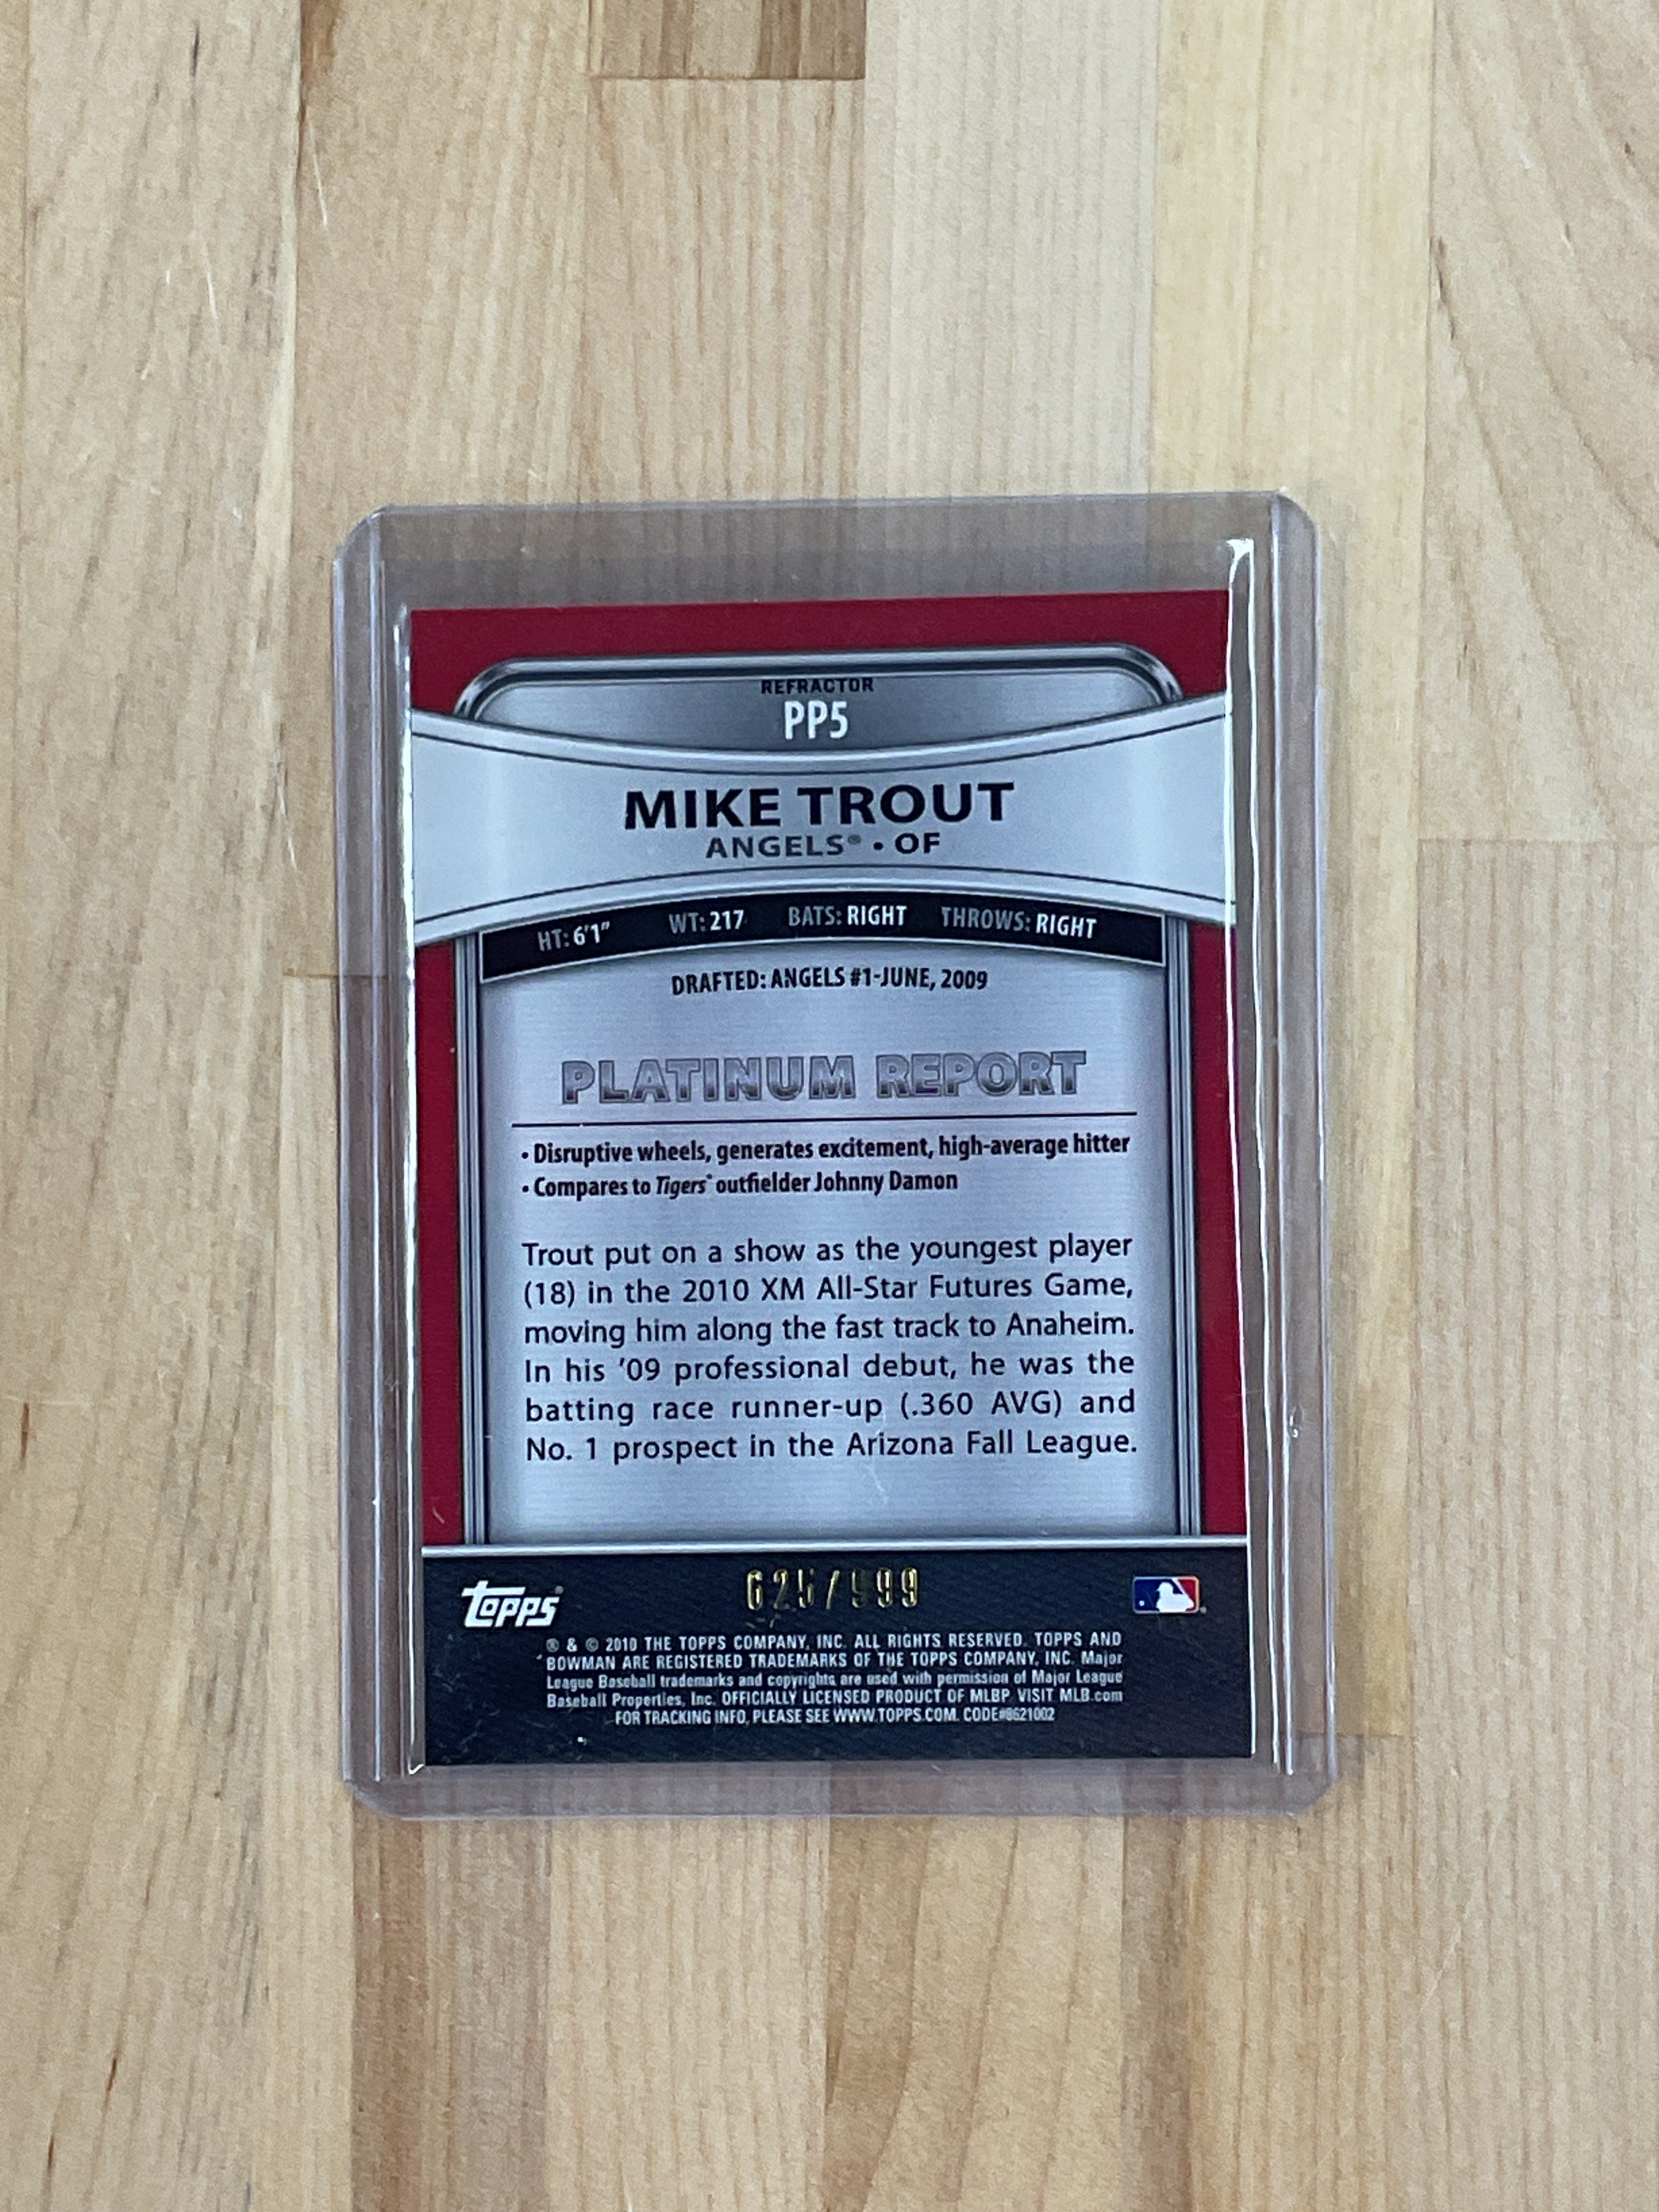 REFRACTOR
PP5
MIKE TROUT
ANGELS® • OF
HT: 6'1" WT: 217 BATS: RIGHT THROWS: RIGHT
DRAFTED: ANGELS #1-JUNE, 2009
PLATINUM REPORT
• Disruptive wheels, generates excitement, high-average hitter
• Compares to Tigers® outfielder Johnny Damon
Trout put on a show as the youngest player
(18) in the 2010 XM All-Star Futures Game,
moving him along the fast track to Anaheim.
In his '09 professional debut, he was the
batting race runner-up (.360 AVG) and
No. 1 prospect in the Arizona Fall League.
625/999
Topps®
® & © 2010 THE TOPPS COMPANY, INC. ALL RIGHTS RESERVED. TOPPS AND
BOWMAN ARE REGISTERED TRADEMARKS OF THE TOPPS COMPANY, INC. Major
League Baseball trademarks and copyrights are used with permission of Major League
Baseball Properties, Inc. OFFICIALLY LICENSED PRODUCT OF MLBP. VISIT MLB.com
FOR TRACKING INFO, PLEASE SEE WWW.TOPPS.COM. CODE#8621002